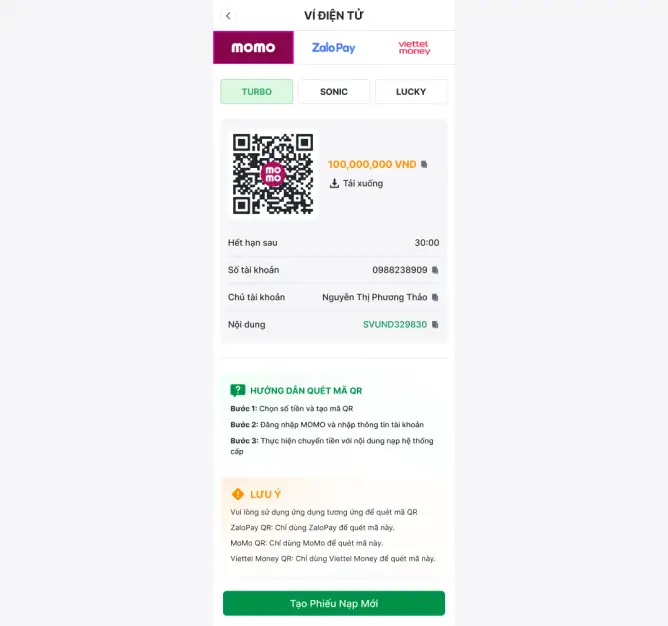 VÍ ĐIỆN TỬ
momo
ZaloPay
viettel
money
TURBO
SONIC
LUCKY
mo
mo
100,000,000 VND
Tải xuống
Hết hạn sau
30:00
Số tài khoản
0988238909
Chủ tài khoản
Nguyễn Thị Phương Thảo
Nội dung
SVUND329830
HƯỚNG DẪN QUÉT MÃ QR
Bước 1: Chọn số tiền và tạo mã QR
Bước 2: Đăng nhập MOMO và nhập thông tin tài khoản
Bước 3: Thực hiện chuyển tiền với nội dung nạp hệ thống
cấp
LƯU Ý
Vui lòng sử dụng ứng dụng tương ứng để quét mã QR
ZaloPay QR: Chỉ dùng ZaloPay để quét mã này.
MoMo QR: Chỉ dùng MoMo để quét mã này.
Viettel Money QR: Chỉ dùng Viettel Money để quét mã này.
Tạo Phiếu Nạp Mới